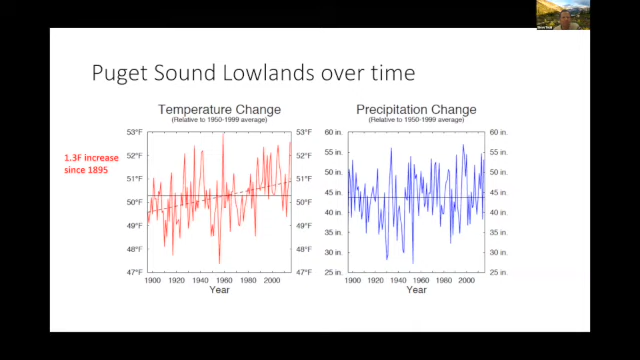 Puget Sound Lowlands over time
1.3F increase
since 1895
Temperature Change
(Relative to 1950-1999 average)
53°F
52°F
51°F
50°F
49°F
48°F
47°F
53°F
52°F
51°F
50°F
49°F
48°F
47°F
1900 1920 1940 1960 1980 2000
Year
Precipitation Change
(Relative to 1950-1999 average)
60 in.
55 in.
50 in.
45 in.
40 in.
35 in.
30 in.
25 in.
60 in.
55 in.
50 in.
45 in.
40 in.
35 in.
30 in.
25 in.
1900 1920 1940 1960 1980 2000
Year